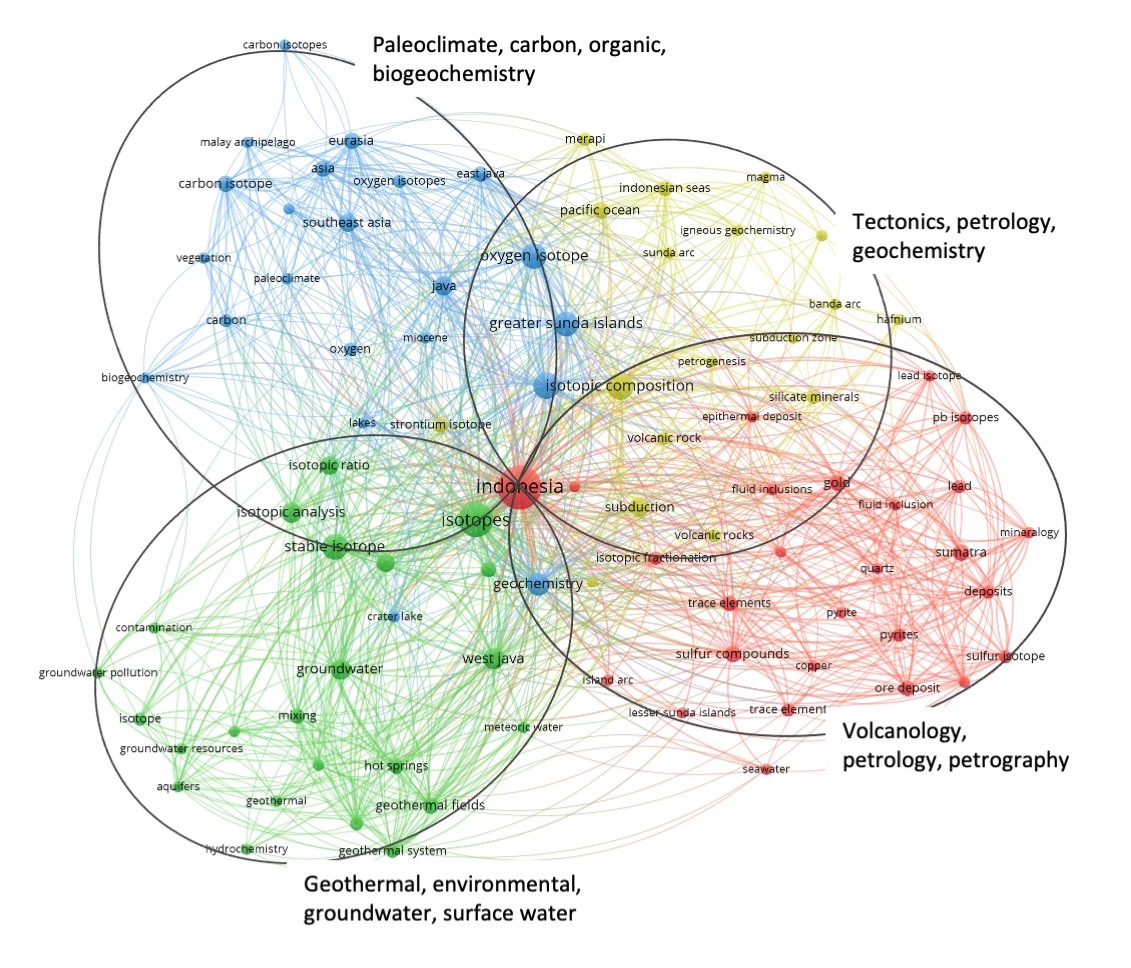 carbon isotopes
Paleoclimate, carbon, organic,
biogeochemistry
malay archipelago
eurasia
merapi
asia
carbon isotope
oxygen isotopes
east java
indonesian seas
magma
pacific ocean
southeast asia
igneous geochemistry
Tectonics, petrology,
geochemistry
vegetation
oxygen isotope
sunda arc
paleoclimate
java
banda arc
carbon
greater sunda islands
hafnium
miocene
subduction zone
oxygen
petrogenesis
biogeochemistry
isotopic composition
lead isotope
silicate minerals
lakes
strontium isotope
epithermal deposit
pb isotopes
volcanic rock
isotopic ratio
indonesia
fluid inclusions
gold
lead
isotopic analysis
isotopes
subduction
fluid inclusion
stable isotope
volcanic rocks
mineralogy
isotopic fractionation
sumatra
geochemistry
quartz
deposits
crater lake
trace elements
pyrite
contamination
pyrites
groundwater pollution
groundwater
west java
sulfur compounds
copper
sulfur isotope
island arc
ore deposit
isotope
mixing
meteoric water
lesser sunda islands
trace element
Volcanology,
petrology, petrography
groundwater resources
hot springs
seawater
aquifers
geothermal
geothermal fields
hydrochemistry
geothermal system
Geothermal, environmental,
groundwater, surface water